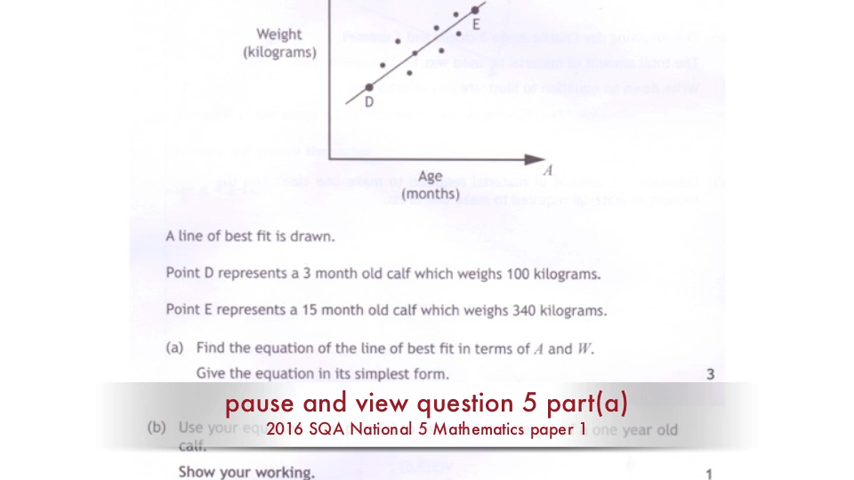 Weight
(kilograms)
E
D
A
Age
(months)
A line of best fit is drawn.
Point D represents a 3 month old calf which weighs 100 kilograms.
Point E represents a 15 month old calf which weighs 340 kilograms.
(a) Find the equation of the line of best fit in terms of A and W.
Give the equation in its simplest form. 3
pause and view question 5 part(a)
2016 SQA National 5 Mathematics paper 1
(b) Use your one year old
calf.
Show your working. 1